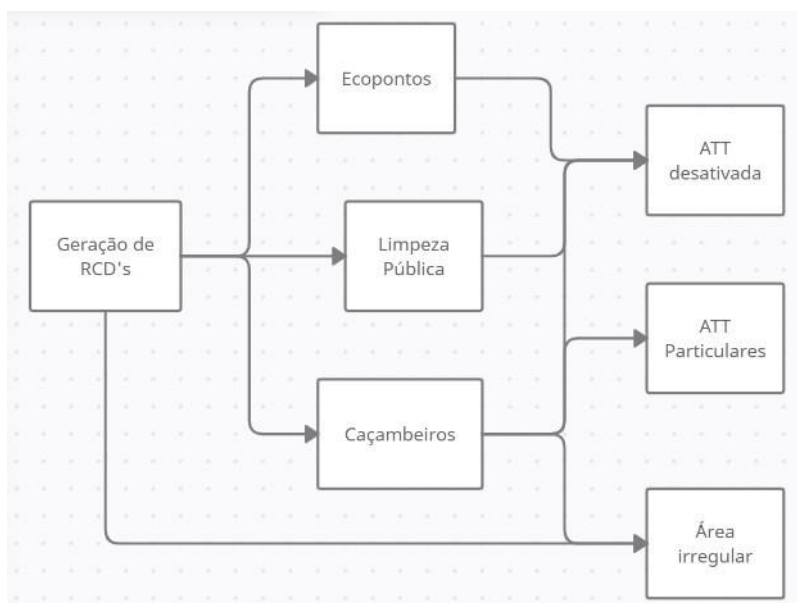 Ecopontos
ATT
desativada
Geração de
RCD's
Limpeza
Pública
ATT
Particulares
Caçambeiros
Área
irregular